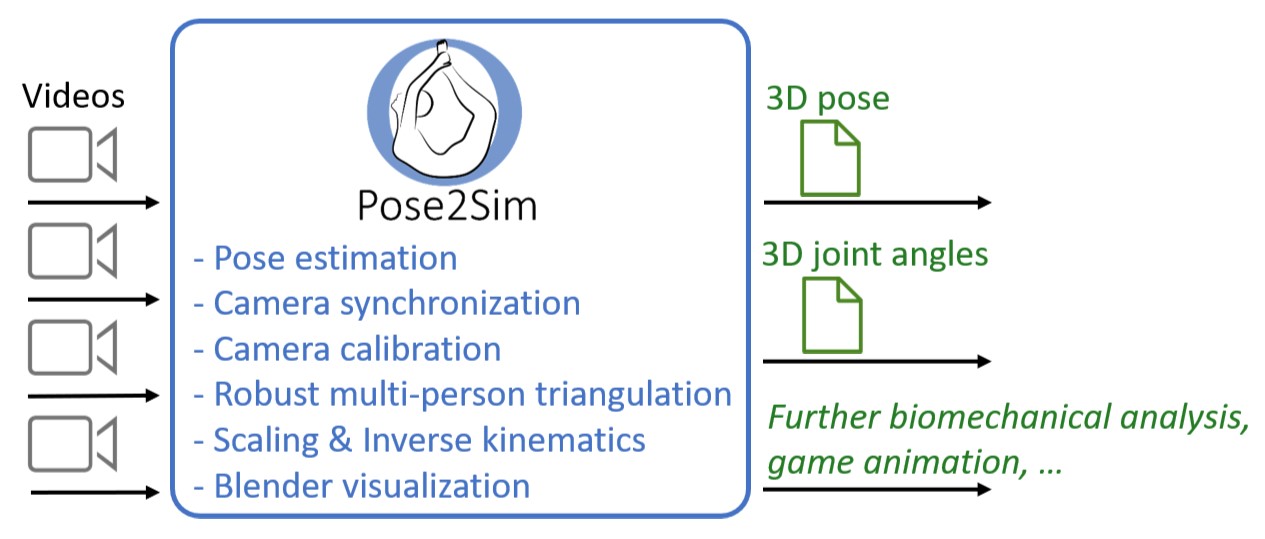 Videos
Pose2Sim
- Pose estimation
- Camera synchronization
- Camera calibration
- Robust multi-person triangulation
- Scaling & Inverse kinematics
- Blender visualization
3D pose
3D joint angles
Further biomechanical analysis,
game animation, ...